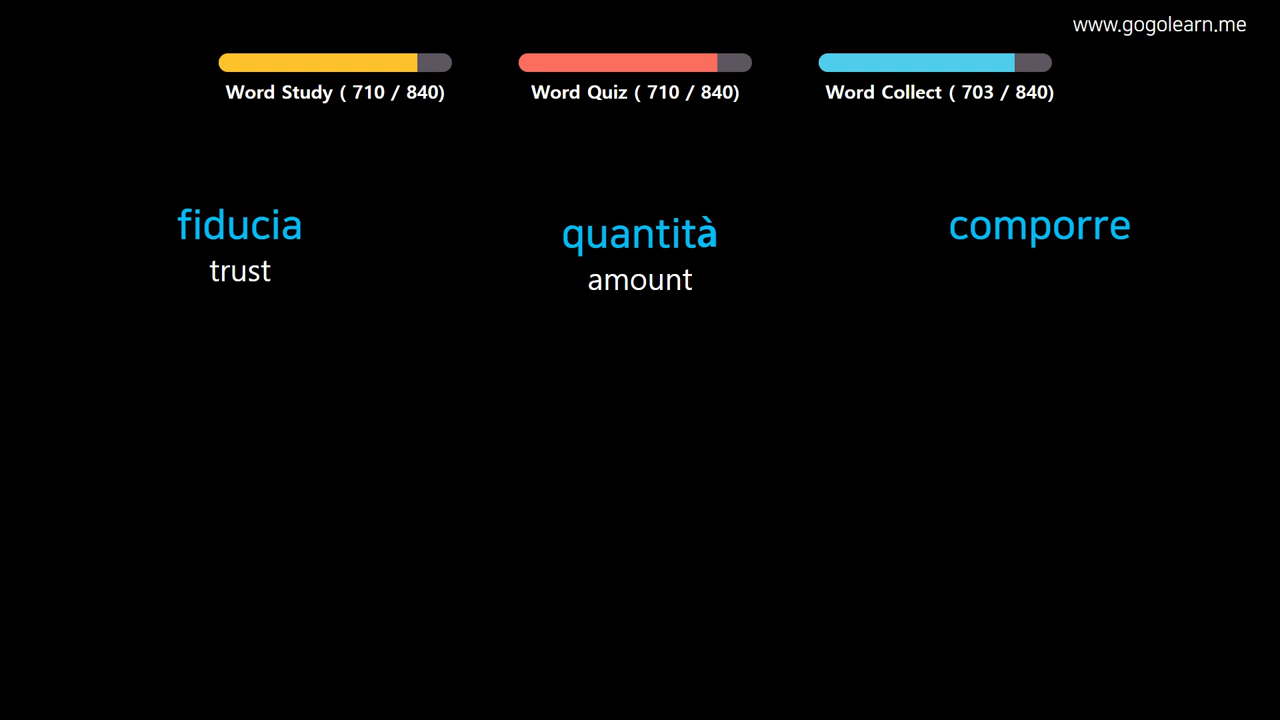 www.gogolearn.me
Word Study ( 710 / 840)
Word Quiz ( 710 / 840)
Word Collect ( 703 / 840)
fiducia
trust
quantità
amount
comporre